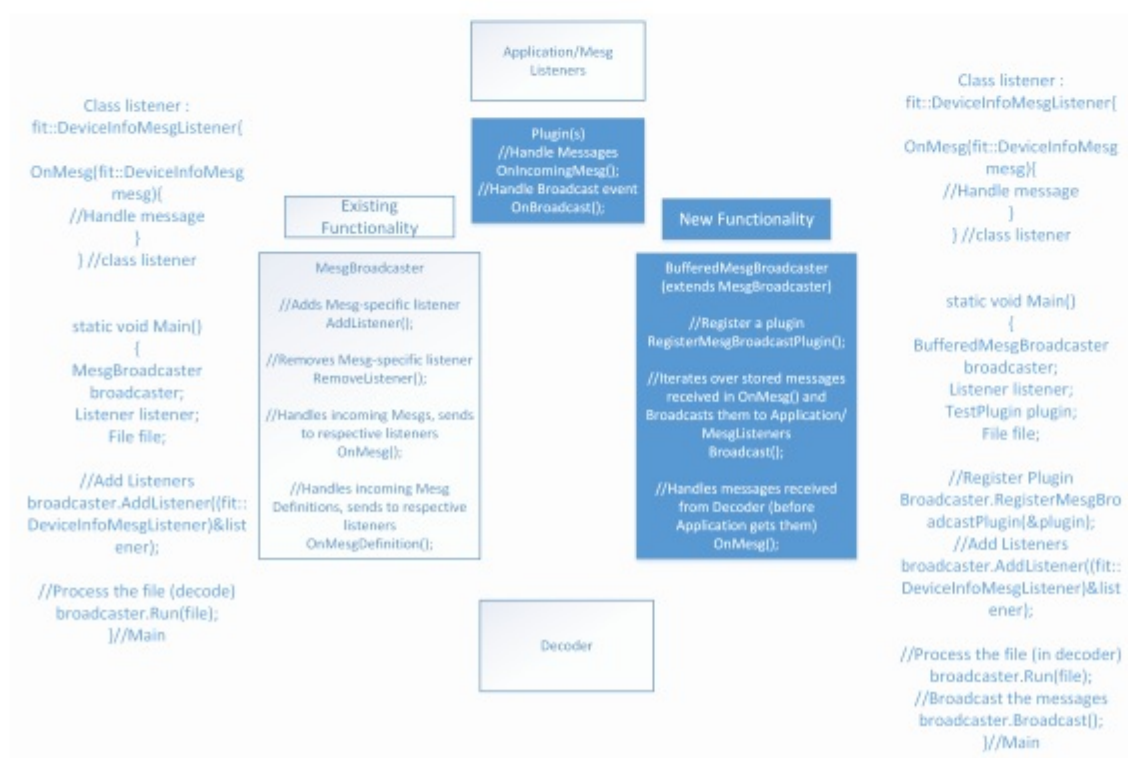 Application/Mesg
Listeners
Class listener :
fit::DeviceInfoMesgListener{
OnMesg(fit::DeviceInfoMesg
mesg){
//Handle message
}
} //class listener
static void Main()
{
MesgBroadcaster
broadcaster;
Listener listener;
File file;
//Add Listeners
broadcaster.AddListener((fit::
DeviceInfoMesgListener)&list
ener);
//Process the file (decode)
broadcaster.Run(file);
}//Main
Plugin(s)
//Handle Messages
OnIncomingMesg();
//Handle Broadcast event
OnBroadcast();
Existing
Functionality
MesgBroadcaster
//Adds Mesg-specific listener
AddListener();
//Removes Mesg-specific listener
RemoveListener();
//Handles incoming Mesgs, sends
to respective listeners
OnMesg();
//Handles incoming Mesg
Definitions, sends to respective
listeners
OnMesgDefinition();
New Functionality
BufferedMesgBroadcaster
(extends MesgBroadcaster)
//Register a plugin
RegisterMesgBroadcastPlugin();
//Iterates over stored messages
received in OnMesg() and
Broadcasts them to Application/
MesgListeners
Broadcast();
//Handles messages received
from Decoder (before
Application gets them)
OnMesg();
Decoder
Class listener :
fit::DeviceInfoMesgListener{
OnMesg(fit::DeviceInfoMesg
mesg){
//Handle message
}
} //class listener
static void Main()
{
BufferedMesgBroadcaster
broadcaster;
Listener listener;
TestPlugin plugin;
File file;
//Register Plugin
Broadcaster.RegisterMesgBro
adcastPlugin(&plugin);
//Add Listeners
broadcaster.AddListener((fit::
DeviceInfoMesgListener)&list
ener);
//Process the file (in decoder)
broadcaster.Run(file);
//Broadcast the messages
broadcaster.Broadcast();
}//Main